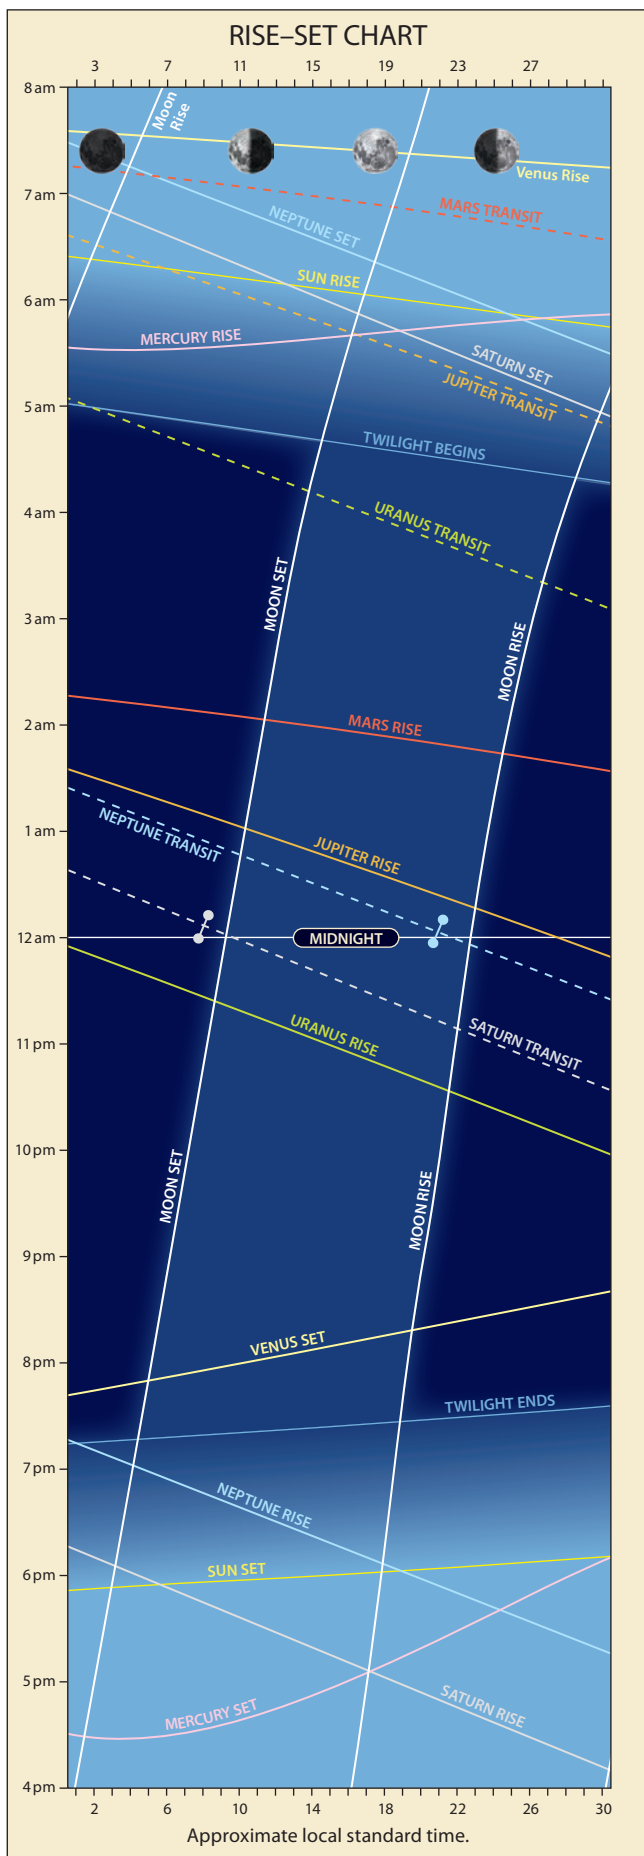 RISE–SET CHART
3 7 11 15 19 23 27
8 am
Moon
Rise
Venus Rise
7 am
MARS TRANSIT
NEPTUNE SET
SUN RISE
6 am
MERCURY RISE
SATURN SET
JUPITER TRANSIT
5 am
TWILIGHT BEGINS
URANUS TRANSIT
4 am
MOON SET
3 am
MOON RISE
2 am
MARS RISE
1 am
NEPTUNE TRANSIT
JUPITER RISE
12 am
MIDNIGHT
URANUS RISE
SATURN TRANSIT
11 pm
10 pm
MOON SET
MOON RISE
9 pm
VENUS SET
8 pm
TWILIGHT ENDS
7 pm
NEPTUNE RISE
SUN SET
6 pm
5 pm
MERCURY SET
SATURN RISE
4 pm
2 6 10 14 18 22 26 30
Approximate local standard time.